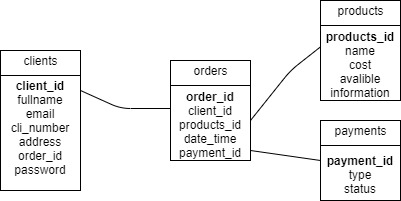 clients
client_id
fullname
email
cli_number
address
order_id
password
orders
order_id
client_id
products_id
date_time
payment_id
products
products_id
name
cost
avalible
information
payments
payment_id
type
status